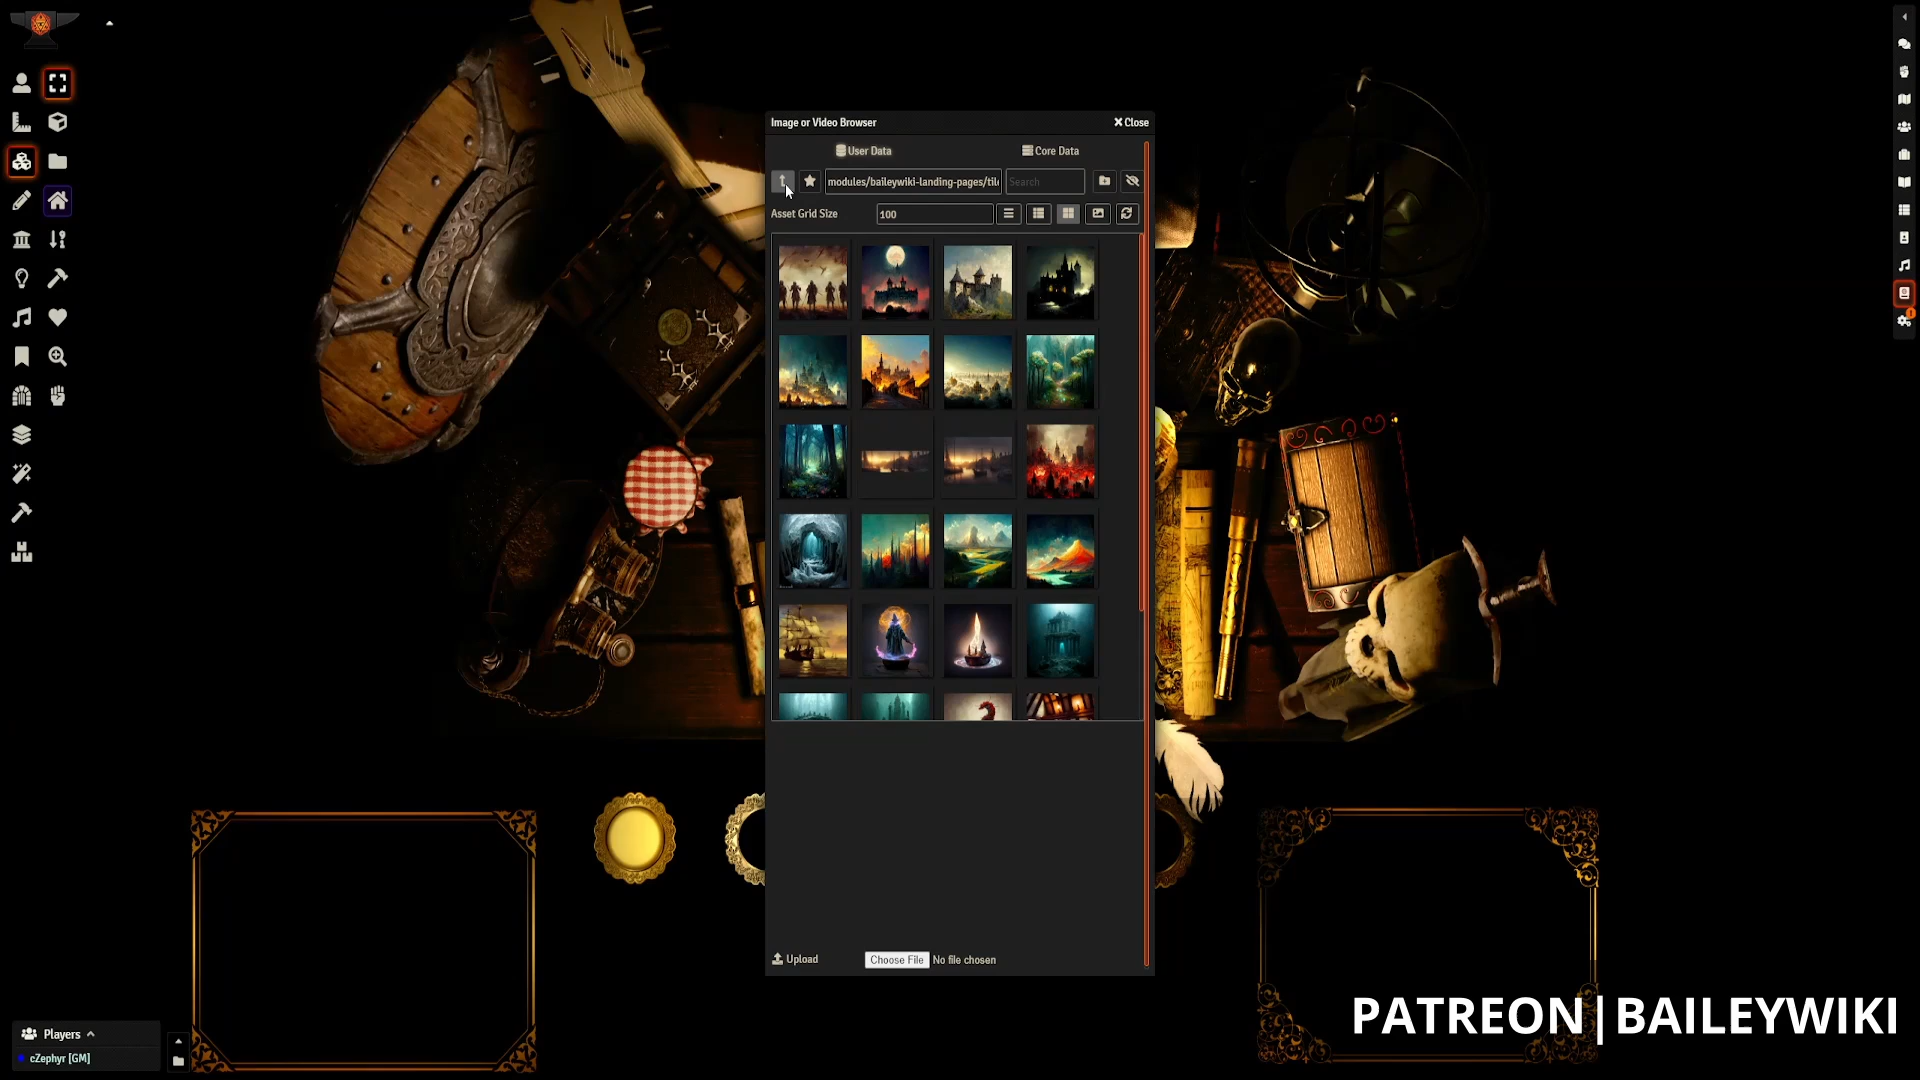 Image or Video Browser
Close
User Data
Core Data
modules/baileywiki-landing-pages/til
Search
Asset Grid Size
100
Upload
Choose File No file chosen
Players
cZephyr [GM]
PATREON|BAILEYWIKI